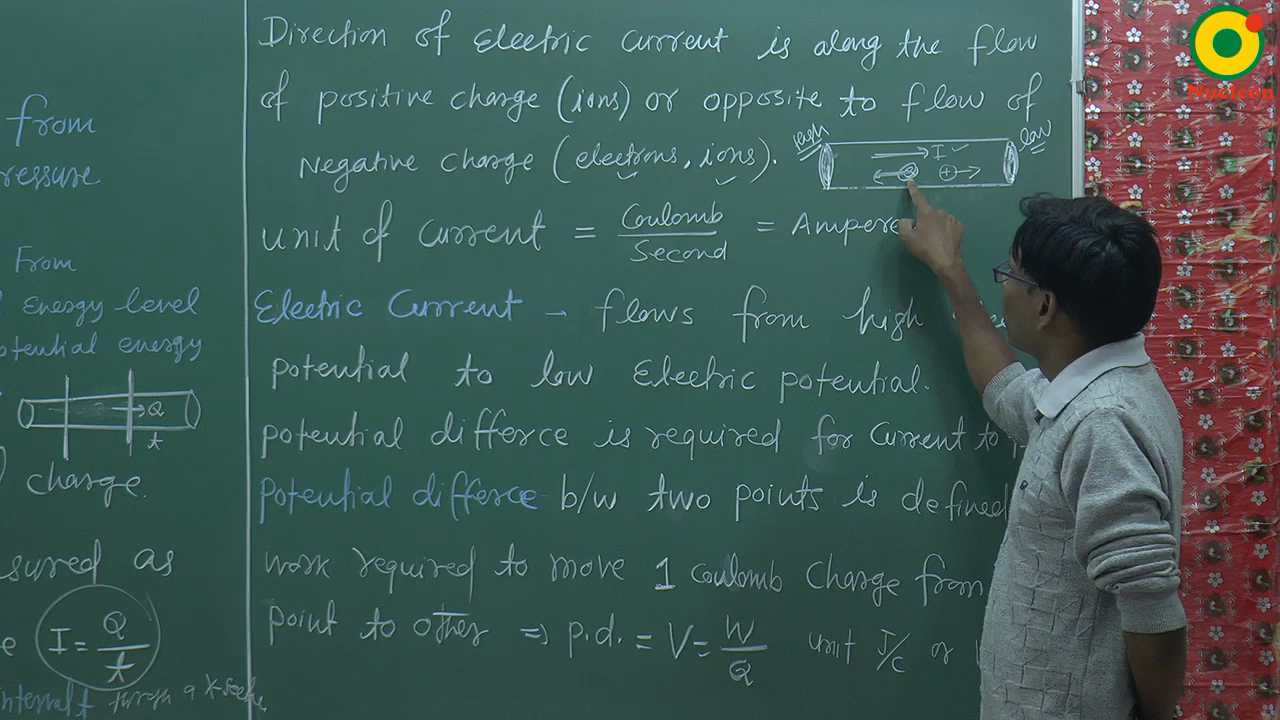 from
ressure
From
energy level
otential energy
Q
t
charge.
sured as
I = Q/t
interval t through a x-sec
Direction of Electric current is along the flow
of positive charge (ions) or opposite to flow of
Negative charge (electrons, ions).
High
low
I
unit of current = Coulomb/Second = Ampere
Electric Current → flows from high
potential to low Electric potential.
potential differce is required for current to
potential differce b/w two points is defined
work required to move 1 Coulomb charge from
point to other ⇒ p.d. = V = W/Q unit J/C or
Nucleon